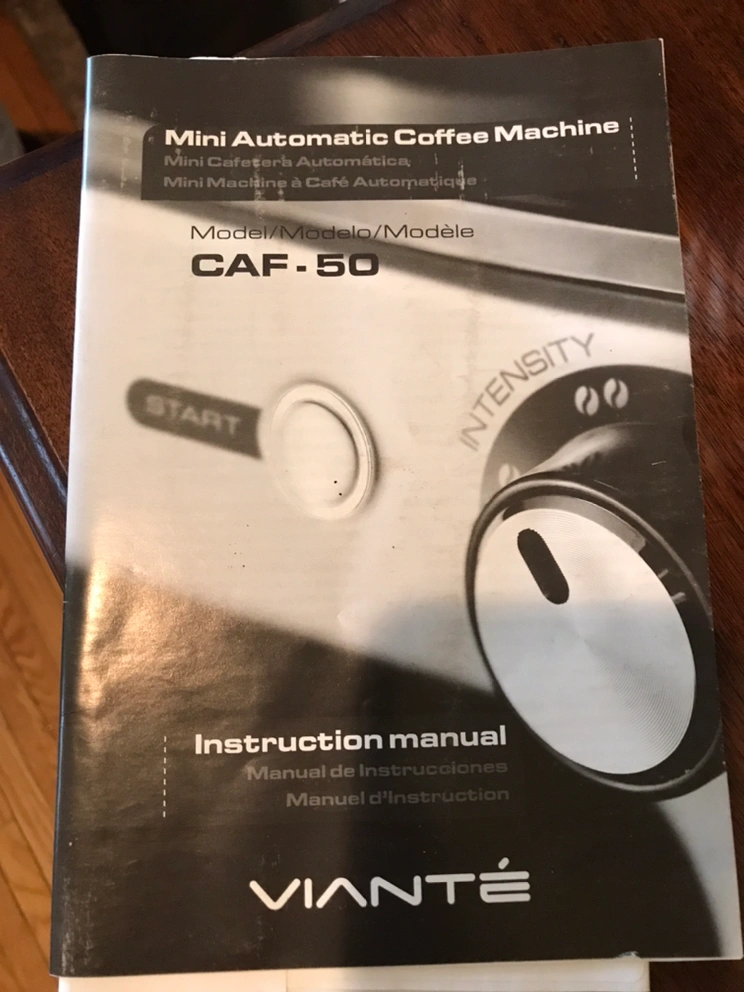 Mini Automatic Coffee Machine
Mini Cafetera Automática
Mini Machine à Café Automatique
Model/Modelo/Modèle
CAF-50
INTENSITY
START
Instruction manual
Manual de Instrucciones
Manuel d'Instruction
VIANTÉ